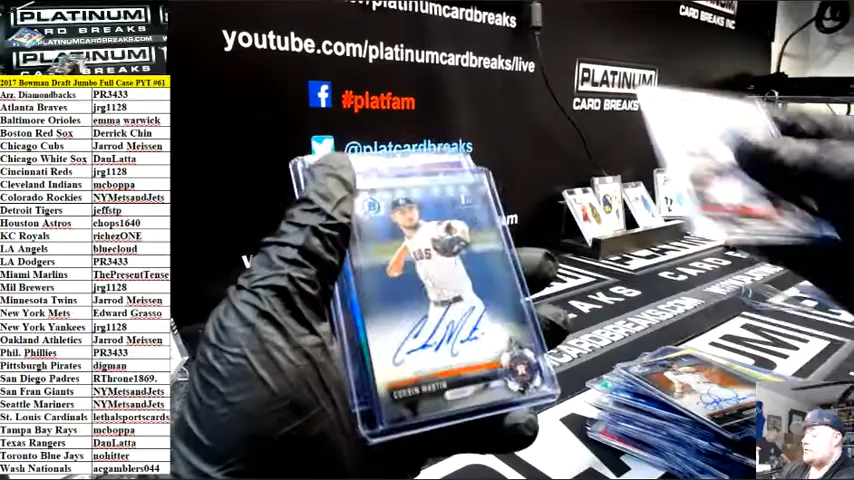 PLATINUM
CARD BREAKS
PLATINUM
CARD BREAKS
2017 Bowman Draft Jumbo Full Case PYT #61
Arz. Diamondbacks PR3433
Atlanta Braves jrg1128
Baltimore Orioles emma warwick
Boston Red Sox Derrick Chin
Chicago Cubs Jarrod Meissen
Chicago White Sox DanLatta
Cincinnati Reds jrg1128
Cleveland Indians mcboppa
Colorado Rockies NYMetsandJets
Detroit Tigers jeffstp
Houston Astros chops1640
KC Royals richezONE
LA Angels bluecloud
LA Dodgers PR3433
Miami Marlins ThePresentTense
Mil Brewers jrg1128
Minnesota Twins Jarrod Meissen
New York Mets Edward Grasso
New York Yankees jrg1128
Oakland Athletics Jarrod Meissen
Phil. Phillies PR3433
Pittsburgh Pirates digman
San Diego Padres RThrone1869.
San Fran Giants NYMetsandJets
Seattle Mariners NYMetsandJets
St. Louis Cardinals lethalsportscards
Tampa Bay Rays mcboppa
Texas Rangers DanLatta
Toronto Blue Jays nohitter
Wash Nationals acgamblers044
platinumcardbreaks
youtube.com/platinumcardbreaks/live
#platfam
@platcardbreaks
CARD BREAKS INC
PLATINUM
CARD BREAKS
CORBIN MARTIN